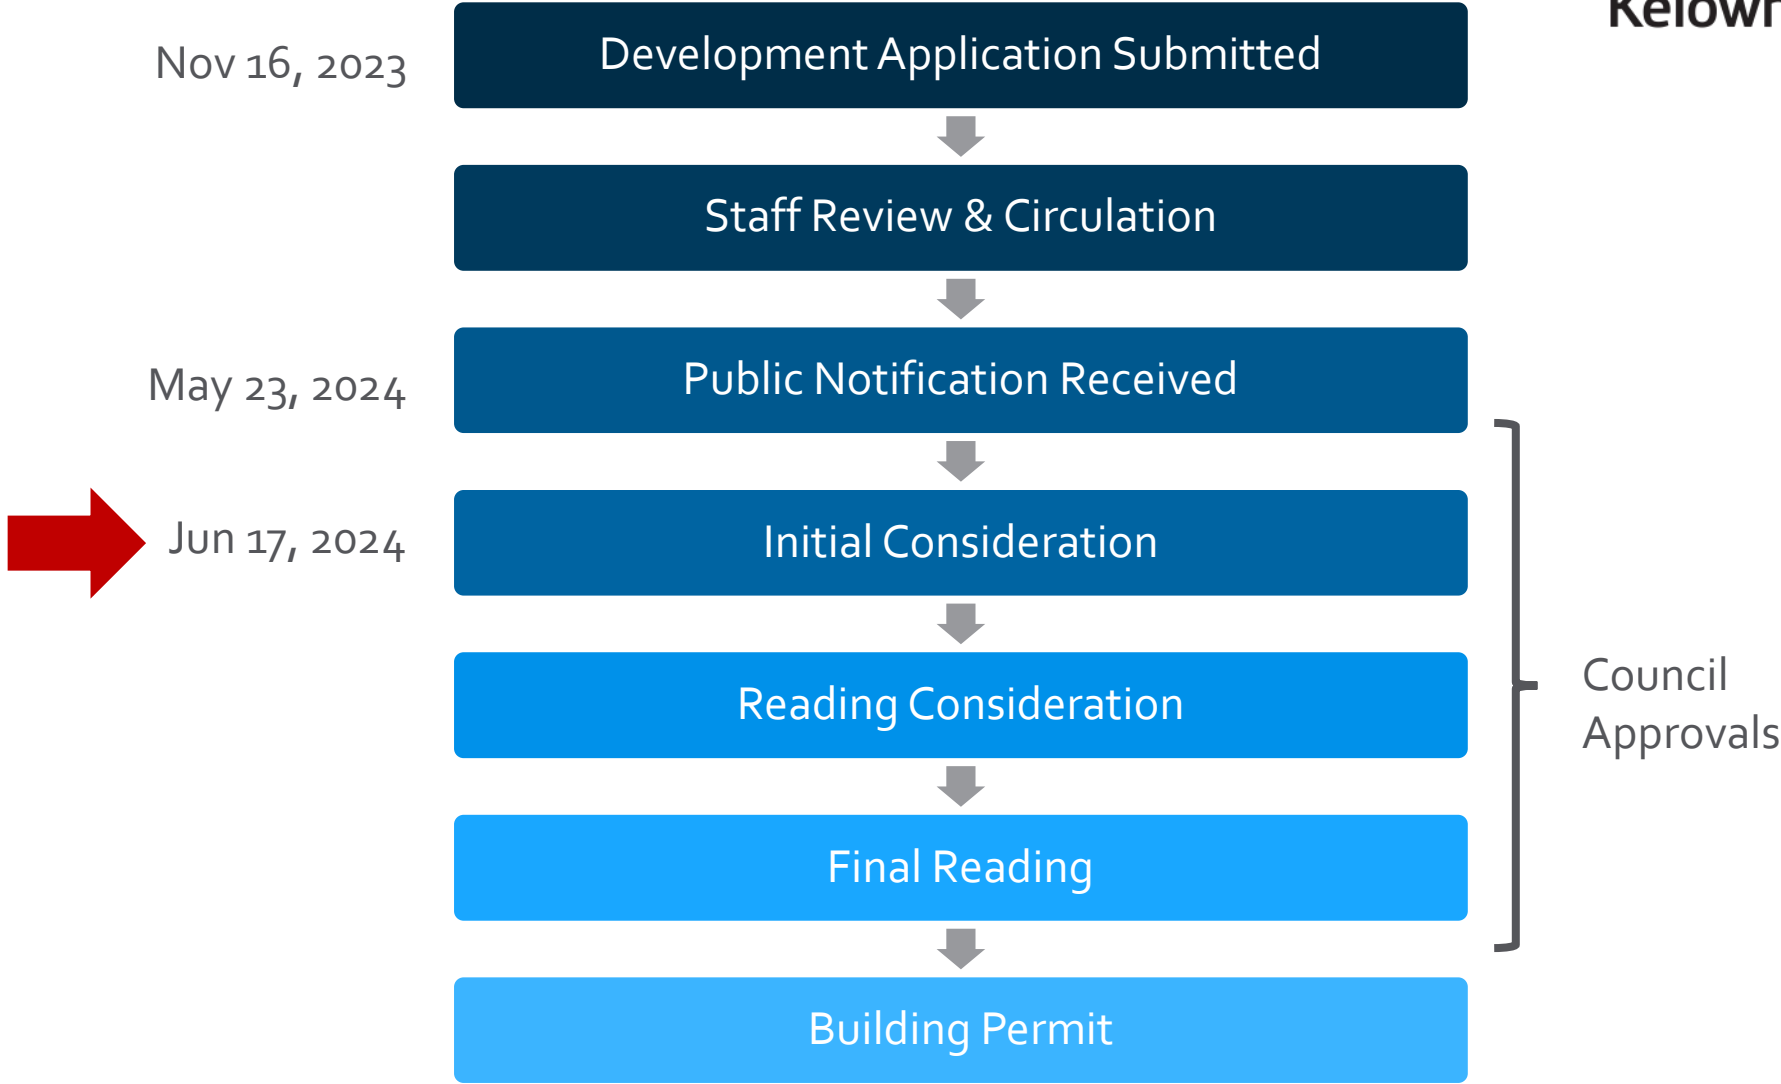 Nov 16, 2023
Development Application Submitted
Staff Review & Circulation
May 23, 2024
Public Notification Received
Jun 17, 2024
Initial Consideration
Reading Consideration
Final Reading
Building Permit
Council
Approvals